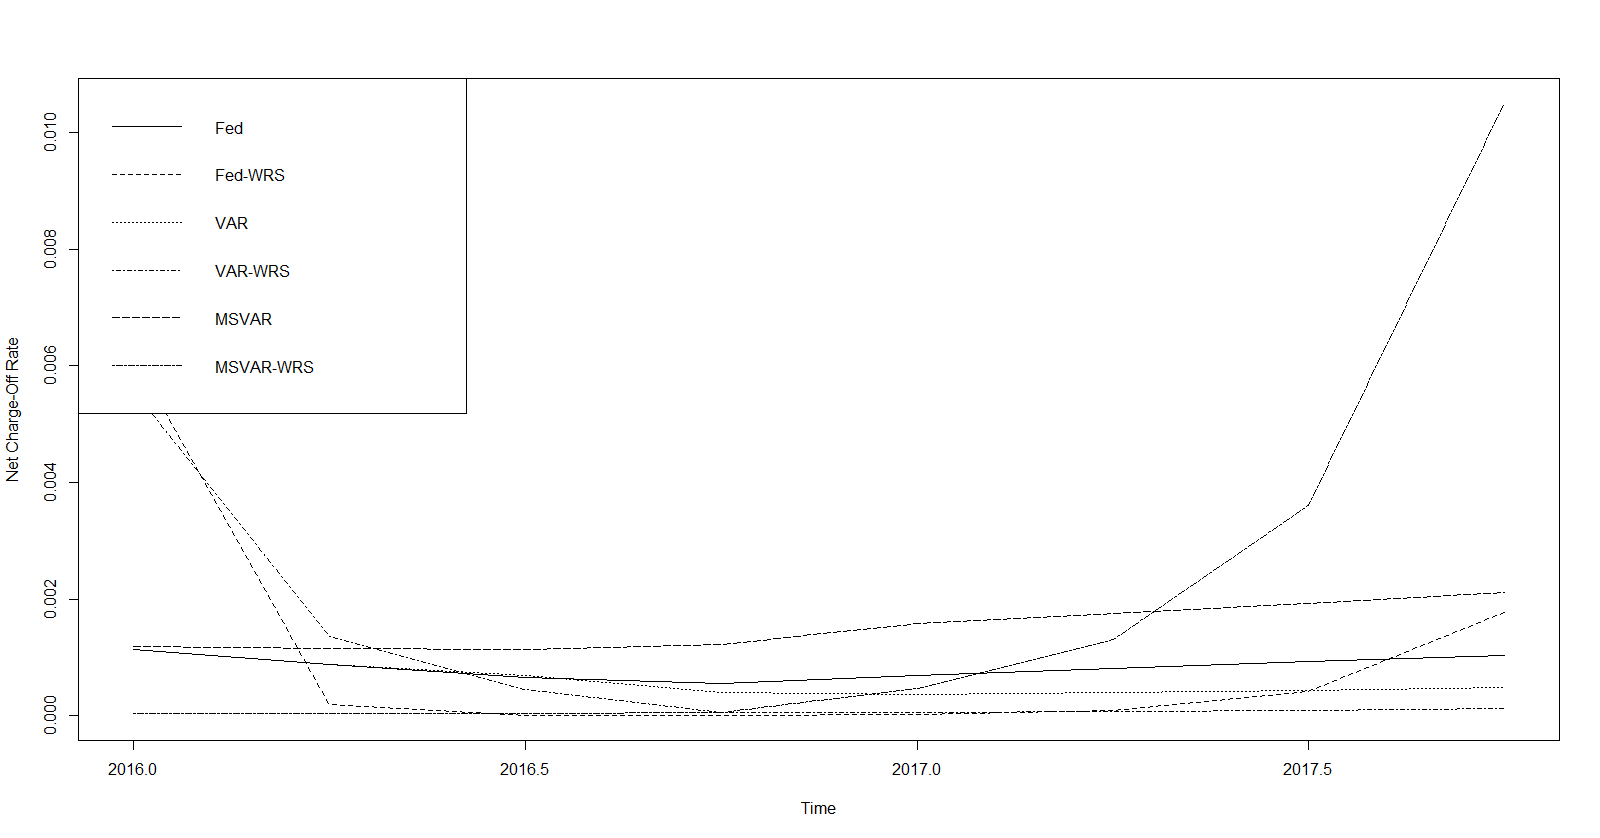 Fed
Fed-WRS
VAR
VAR-WRS
MSVAR
MSVAR-WRS
Net Charge-Off Rate
0.010
0.008
0.006
0.004
0.002
0.000
2016.0
2016.5
2017.0
2017.5
Time